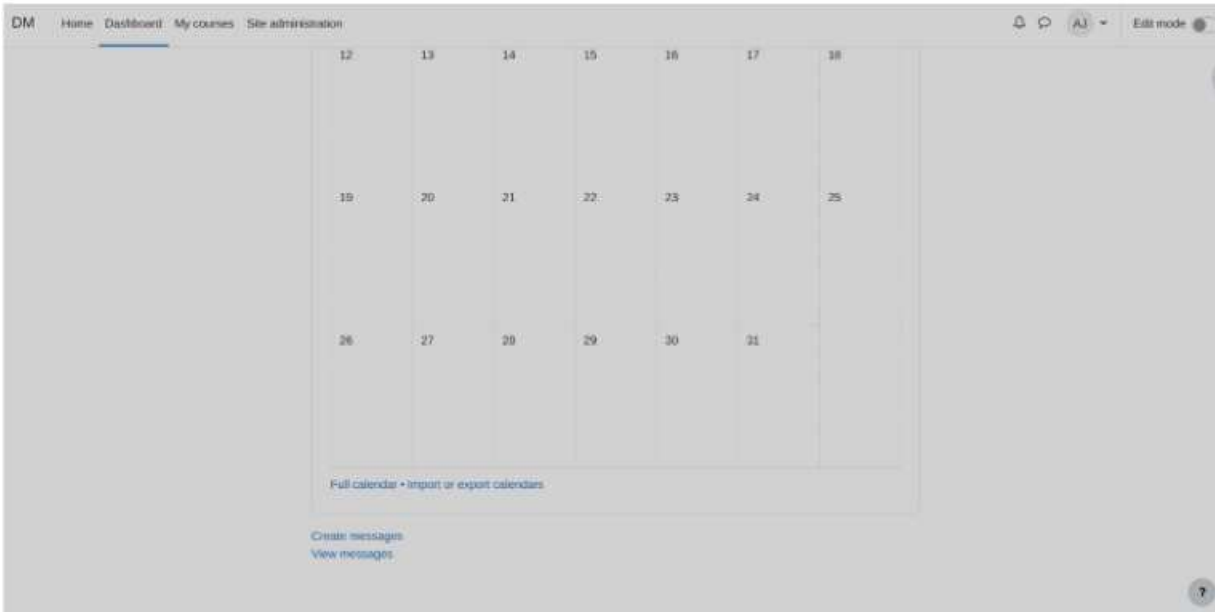 DM Home Dashboard My courses Site administration AJ Edit mode
12 13 14 15 16 17 18
19 20 21 22 23 24 25
26 27 28 29 30 31
Full calendar • Import or export calendars
Create messages
View messages
?